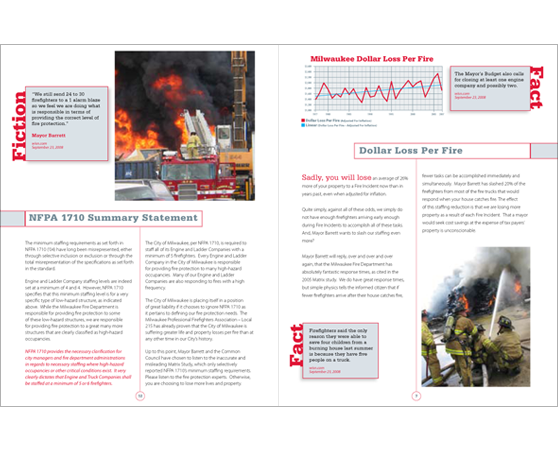 Fiction
"We still send 24 to 30
firefighters to a 1 alarm blaze
so we feel we are doing what
is responsible in terms of
providing the correct level of
fire protection."
Mayor Barrett
September 25, 2008
NFPA 1710 Summary Statement
The minimum staffing requirements as set forth in
NFPA 1710 (5.6) have long been misrepresented, either
through selective inclusion or exclusion or through the
total misrepresentation of the specifications as set forth
in the standard.
Engine and Ladder Company staffing levels are indeed
set at a minimum of 4 and 4. However, NFPA 1710
specifies that this minimum staffing level is for a very
specific type of low-hazard structure, as indicated
above. While the Milwaukee Fire Department is
responsible for providing fire protection to some
of these low-hazard structures, we are responsible
for providing fire protection to a great many more
structures that are clearly classified as high-hazard
occupancies.
NFPA 1710 provides the necessary clarification for
city managers and fire department administrations
in regards to necessary staffing where high-hazard
occupancies or other critical conditions exist. It very
clearly dictates that Engine and Truck Companies shall
be staffed at a minimum of 5 or 6 firefighters.
The City of Milwaukee, per NFPA 1710, is required to
staff all of its Engine and Ladder Companies with a
minimum of 5 firefighters. Every Engine and Ladder
Company in the City of Milwaukee is responsible
for providing fire protection to many high-hazard
occupancies. Many of our Engine and Ladder
Companies are also responding to fires with a high
frequency.
The City of Milwaukee is placing itself in a position
of great liability if it chooses to ignore NFPA 1710 as
it pertains to defining our fire protection needs. The
Milwaukee Professional Firefighters Association – Local
215 has already proven that the City of Milwaukee is
suffering greater life and property losses per fire than at
any other time in our City's history.
Up to this point, Mayor Barrett and the Common
Council have chosen to listen to the inaccurate and
misleading Matrix Study, which only selectively
reported NFPA 1710's minimum staffing requirements.
Please listen to the fire protection experts. Otherwise,
you are choosing to lose more lives and property.
Milwaukee Dollar Loss Per Fire
Dollar Loss Per Fire Adjusted For Inflation
Linear Dollar Loss Per Fire Adjusted For Inflation
The Mayor's Budget also calls
for closing at least one engine
company and possibly two.
September 25, 2008
Fact
Dollar Loss Per Fire
Sadly, you will lose an average of 20%
more of your property to a Fire Incident now than in
years past, even when adjusted for inflation.
Quite simply, against all of these odds, we simply do
not have enough firefighters arriving early enough
during Fire Incidents to accomplish all of these tasks.
And, Mayor Barrett wants to slash our staffing even
more?
Mayor Barrett will reply, over and over and over
again, that the Milwaukee Fire Department has
absolutely fantastic response times, as cited in the
2005 Matrix study. We do have great response times,
but simple physics tells the informed citizen that if
fewer firefighters arrive after their house catches fire,
fewer tasks can be accomplished immediately and
simultaneously. Mayor Barrett has slashed 20% of the
firefighters from most of the fire trucks that would
respond when your house catches fire. The effect
of this staffing reduction is that we are losing more
property as a result of each Fire Incident. That a mayor
would seek cost savings at the expense of tax payers'
property is unconscionable.
Fact
Firefighters said the only
reason they were able to
save four children from a
burning house last summer
is because they have five
people on a truck.
September 25, 2008